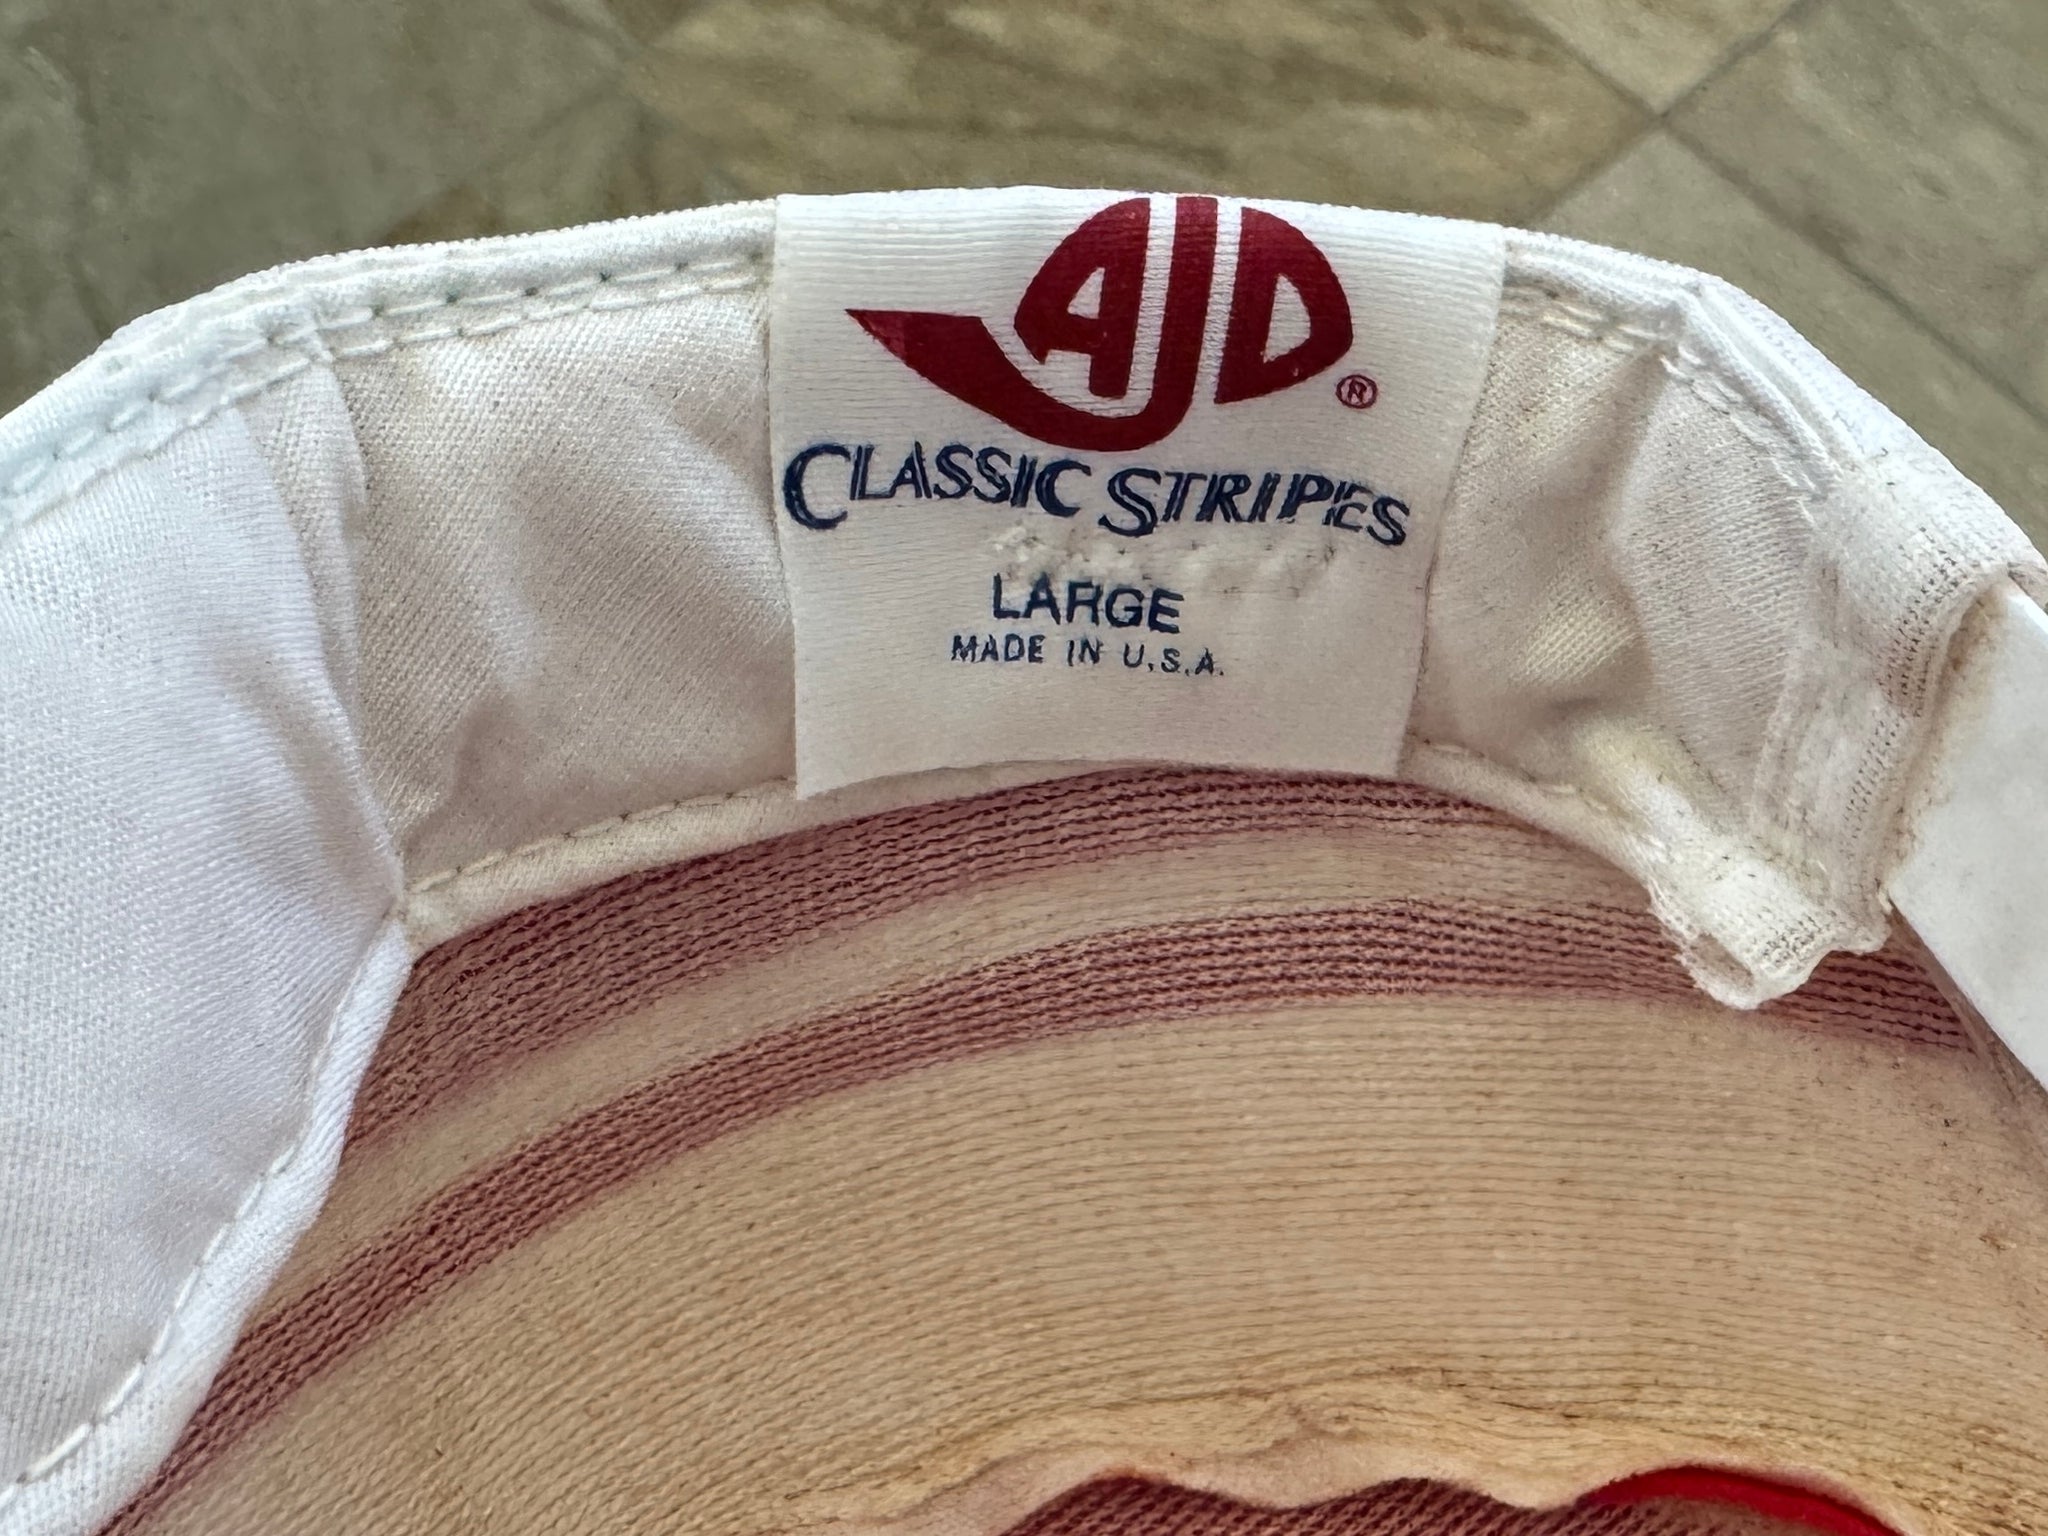 AJD ®
CLASSIC STRIPES
LARGE
MADE IN U.S.A.